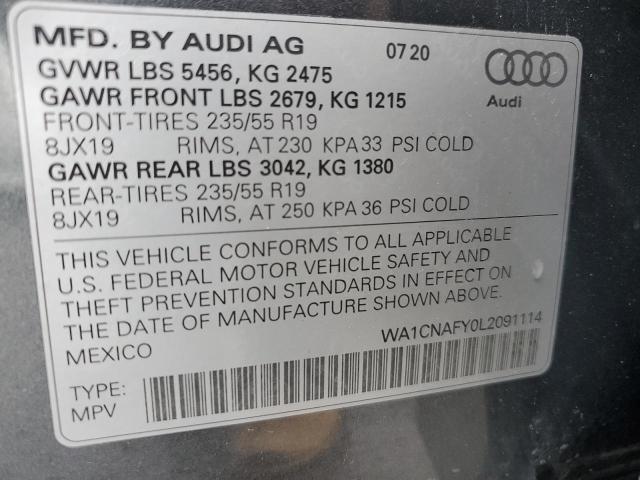 MFD. BY AUDI AG 07 20
GVWR LBS 5456, KG 2475
GAWR FRONT LBS 2679, KG 1215
Audi
FRONT-TIRES 235/55 R19
8JX19 RIMS, AT 230 KPA 33 PSI COLD
GAWR REAR LBS 3042, KG 1380
REAR-TIRES 235/55 R19
8JX19 RIMS, AT 250 KPA 36 PSI COLD
THIS VEHICLE CONFORMS TO ALL APPLICABLE
U.S. FEDERAL MOTOR VEHICLE SAFETY AND
THEFT PREVENTION STANDARDS IN EFFECT ON
THE DATE OF MANUFACTURE SHOWN ABOVE.
MEXICO WA1CNAFY0L2091114
TYPE:
MPV